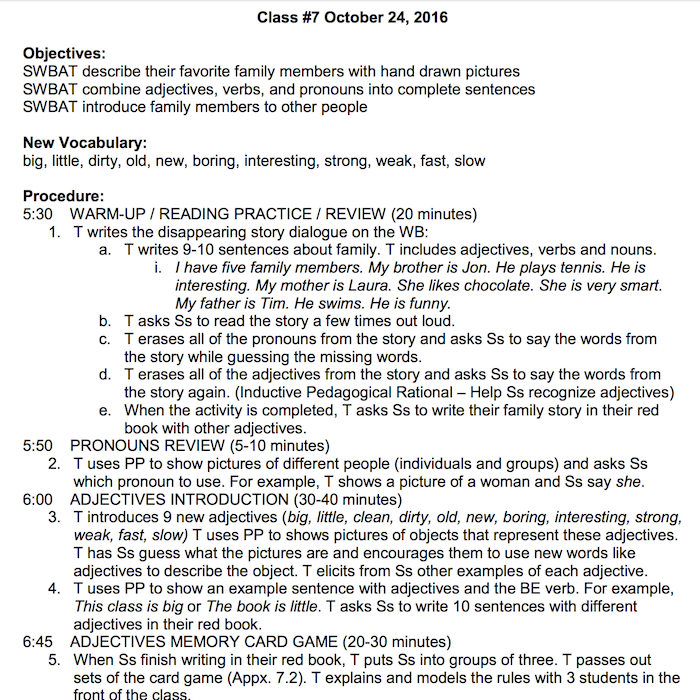 Class #7 October 24, 2016
Objectives:
SWBAT describe their favorite family members with hand drawn pictures
SWBAT combine adjectives, verbs, and pronouns into complete sentences
SWBAT introduce family members to other people
New Vocabulary:
big, little, dirty, old, new, boring, interesting, strong, weak, fast, slow
Procedure:
5:30 WARM-UP / READING PRACTICE / REVIEW (20 minutes)
1. T writes the disappearing story dialogue on the WB:
a. T writes 9-10 sentences about family. T includes adjectives, verbs and nouns.
i. I have five family members. My brother is Jon. He plays tennis. He is
interesting. My mother is Laura. She likes chocolate. She is very smart.
My father is Tim. He swims. He is funny.
b. T asks Ss to read the story a few times out loud.
c. T erases all of the pronouns from the story and asks Ss to say the words from
the story while guessing the missing words.
d. T erases all of the adjectives from the story and asks Ss to say the words from
the story again. (Inductive Pedagogical Rational – Help Ss recognize adjectives)
e. When the activity is completed, T asks Ss to write their family story in their red
book with other adjectives.
5:50 PRONOUNS REVIEW (5-10 minutes)
2. T uses PP to show pictures of different people (individuals and groups) and asks Ss
which pronoun to use. For example, T shows a picture of a woman and Ss say she.
6:00 ADJECTIVES INTRODUCTION (30-40 minutes)
3. T introduces 9 new adjectives (big, little, clean, dirty, old, new, boring, interesting, strong,
weak, fast, slow) T uses PP to shows pictures of objects that represent these adjectives.
T has Ss guess what the pictures are and encourages them to use new words like
adjectives to describe the object. T elicits from Ss other examples of each adjective.
4. T uses PP to show an example sentence with adjectives and the BE verb. For example,
This class is big or The book is little. T asks Ss to write 10 sentences with different
adjectives in their red book.
6:45 ADJECTIVES MEMORY CARD GAME (20-30 minutes)
5. When Ss finish writing in their red book, T puts Ss into groups of three. T passes out
sets of the card game (Appx. 7.2). T explains and models the rules with 3 students in the
front of the class.